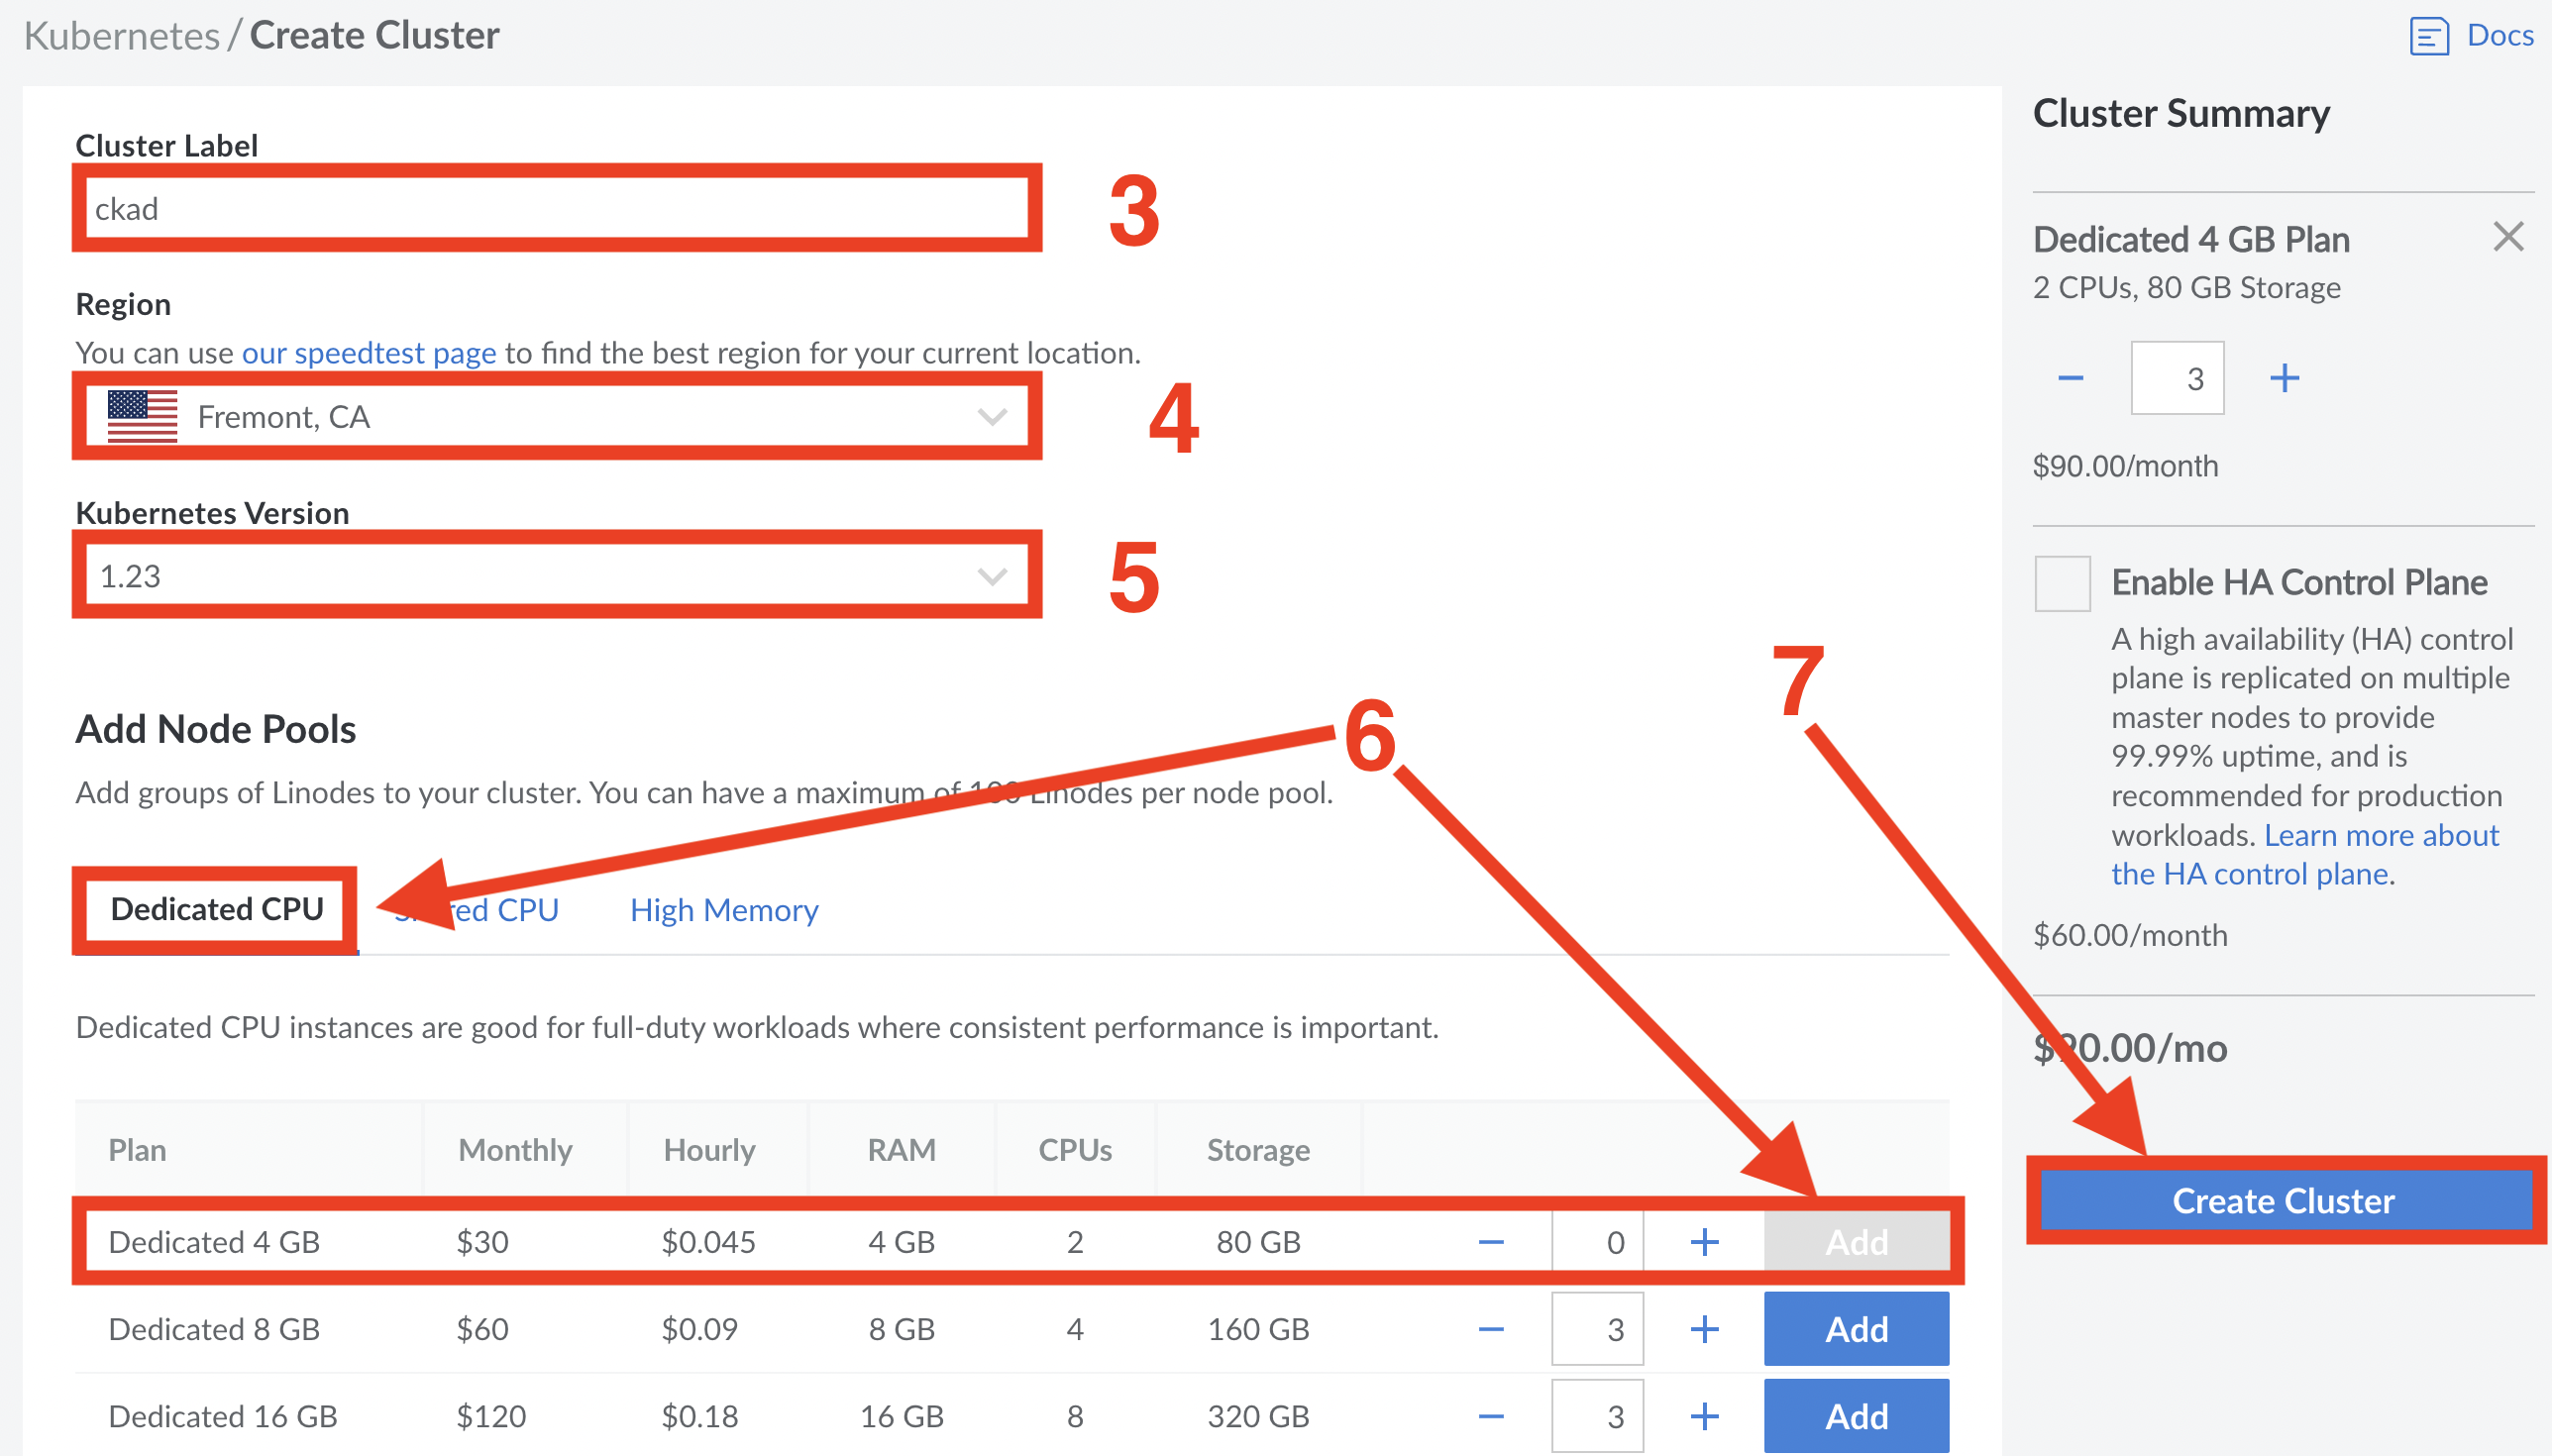 Kubernetes / Create Cluster
Docs
Cluster Label
ckad
3
Region
You can use our speedtest page to find the best region for your current location.
Fremont, CA
4
Kubernetes Version
1.23
5
Add Node Pools
Add groups of Linodes to your cluster. You can have a maximum of 100 Linodes per node pool.
6
Dedicated CPU Shared CPU High Memory
Dedicated CPU instances are good for full-duty workloads where consistent performance is important.
Plan Monthly Hourly RAM CPUs Storage
Dedicated 4 GB $30 $0.045 4 GB 2 80 GB − 0 + Add
Dedicated 8 GB $60 $0.09 8 GB 4 160 GB − 3 + Add
Dedicated 16 GB $120 $0.18 16 GB 8 320 GB − 3 + Add
Cluster Summary
Dedicated 4 GB Plan
2 CPUs, 80 GB Storage
− 3 +
$90.00/month
Enable HA Control Plane
A high availability (HA) control
plane is replicated on multiple
master nodes to provide
99.99% uptime, and is
recommended for production
workloads. Learn more about
the HA control plane.
$60.00/month
7
$90.00/mo
Create Cluster